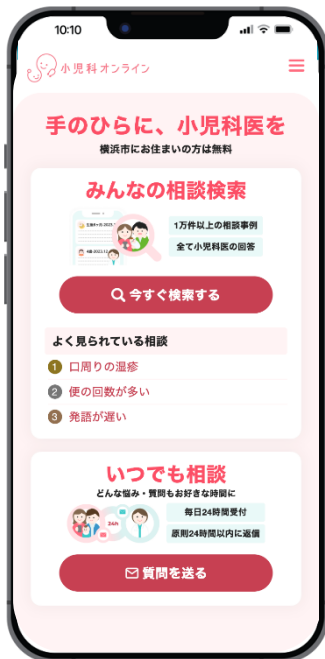 10:10
小児科オンライン
手のひらに、小児科医を
横浜市にお住まいの方は無料
みんなの相談検索
1万件以上の相談事例
全て小児科医の回答
今すぐ検索する
よく見られている相談
1 口周りの湿疹
2 便の回数が多い
3 発語が遅い
いつでも相談
どんな悩み・質問もお好きな時間に
24h
毎日24時間受付
原則24時間以内に返信
質問を送る